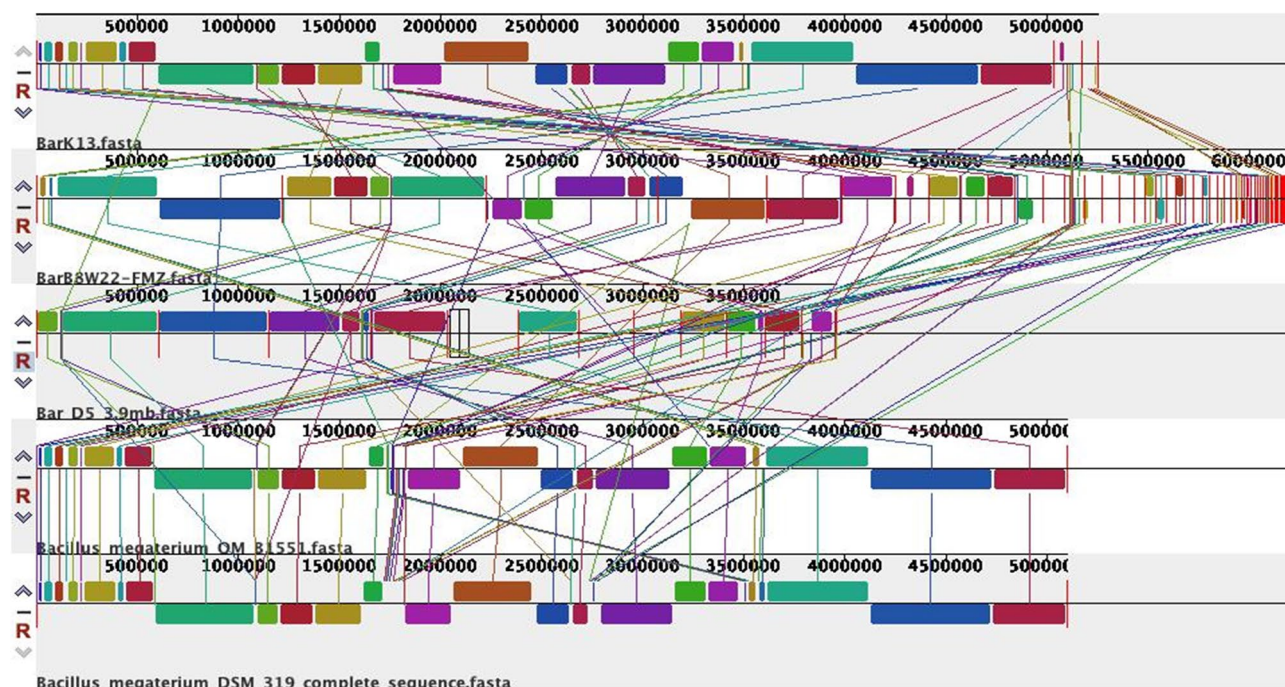 500000 1000000 1500000 2000000 2500000 3000000 3500000 4000000 4500000 5000000
R
BarK13.fasta
500000 1000000 1500000 2000000 2500000 3000000 3500000 4000000 4500000 5000000 5500000 6000000
R
BarB8W22-FMZ.fasta
500000 1000000 1500000 2000000 2500000 3000000 3500000
R
Bar_D5_3.9mb.fasta
500000 1000000 1500000 2000000 2500000 3000000 3500000 4000000 4500000 500000
R
Bacillus_megaterium_QM_B1551.fasta
500000 1000000 1500000 2000000 2500000 3000000 3500000 4000000 4500000 500000
R
Bacillus_megaterium_DSM_319_complete_sequence.fasta